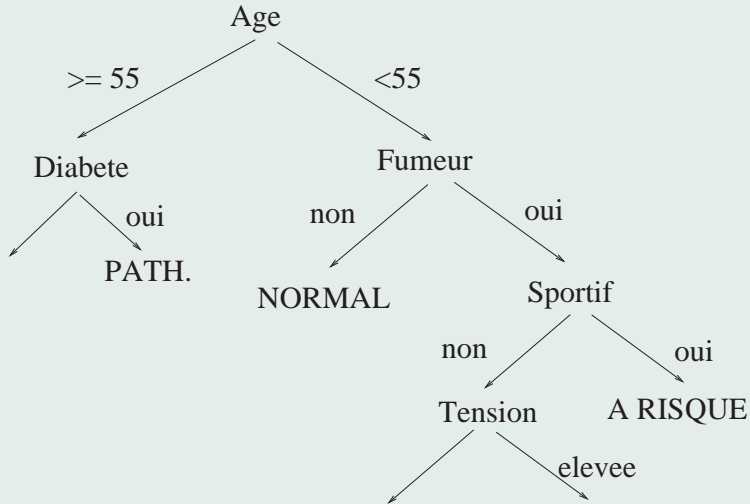 Age
>= 55
<55
Diabete
Fumeur
oui
non
oui
PATH.
NORMAL
Sportif
non
oui
Tension
A RISQUE
elevee